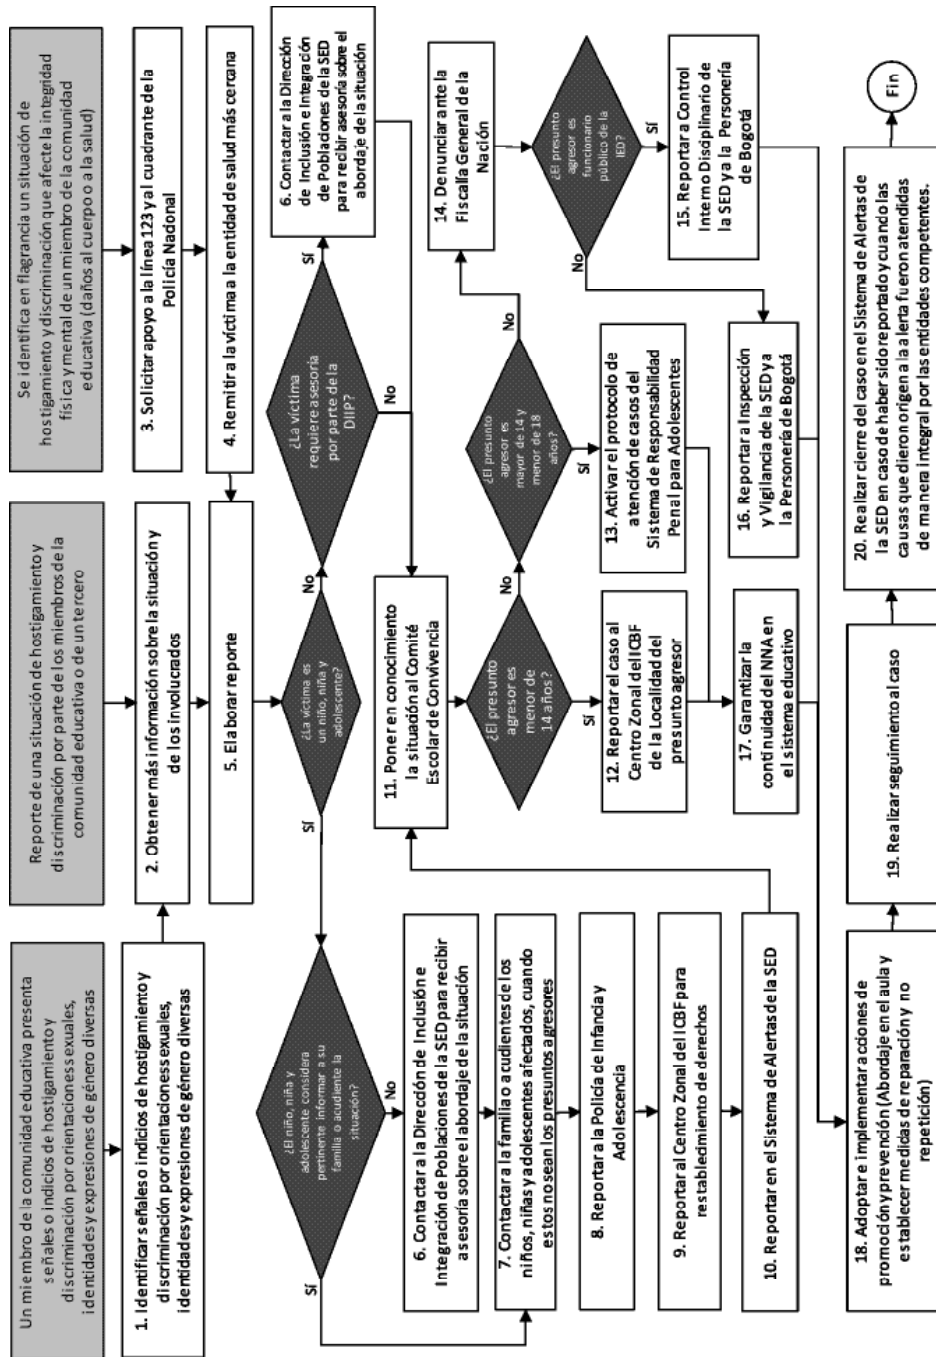 Un miembro de la comunidad educativa presenta
señales o indicios de hostigamiento y
discriminación por orientaciones sexuales,
identidades y expresiones de género diversas
Reporte de una situación de hostigamiento y
discriminación por parte de los miembros de la
comunidad educativa o de un tercero
Se identifica en flagrancia un situación de
hostigamiento y discriminación que afecte la integridad
física y mental de un miembro de la comunidad
educativa (daños al cuerpo o a la salud)
1. Identificar señales o indicios de hostigamiento y
discriminación por orientaciones sexuales,
identidades y expresiones de género diversas
2. Obtener más información sobre la situación y
de los involucrados
3. Solicitar apoyo a la línea 123 y al cuadrante de la
Policía Nadonal
4. Remitir a la víctima a la entidad de salud más cercana
5. Elaborar reporte
¿La víctima es
un niño, niña y
adolescente?
Sí
No
¿La víctima
requiere asesoría
por parte de la
DIIP?
Sí
No
6. Contactar a la Dirección
de Inclusión e Integración
de Poblaciones de la SED
para recibir asesoría sobre el
abordaje de la situación
¿El niño, niña y
adolescente considera
pertinente informar a su
familia o acudiente la
situación?
Sí
No
6. Contactar a la Dirección de Inclusión e
Integración de Poblaciones de la SED para recibir
asesoría sobre el abordaje de la situación
7. Contactar a la familia o acudientes de los
niños, niñas y adolescentes afectados, cuando
estos no sean los presuntos agresores
8. Reportar a la Policía de Infancia y
Adolescencia
9. Reportar al Centro Zonal del ICBF para
restablecimiento de derechos
10. Reportar en el Sistema de Alertas de la SED
11. Poner en conocimiento
la situación al Comité
Escolar de Convivencia
¿El presunto
agresor es
menor de
14 años?
Sí
No
¿El presunto
agresor es
mayor de 14 y
menor de 18
años?
Sí
No
12. Reportar el caso al
Centro Zonal del ICBF
de la Localidad del
presunto agresor
13. Activar el protocolo de
atención de casos del
Sistema de Responsabilidad
Penal para Adolescentes
14. Denunciar ante la
Fiscalía General de la
Nación
¿El presunto
agresor es
funcionario
público de la
IED?
Sí
No
15. Reportar a Control
Interno Disciplinario de
la SED y a la Personería
de Bogotá
16. Reportar a Inspección
y Vigilancia de la SED y a
la Personería de Bogotá
17. Garantizar la
continuidad del NNA en
el sistema educativo
18. Adoptar e implementar acciones de
promoción y prevención (Abordaje en el aula y
establecer medidas de reparación y no
repetición)
19. Realizar seguimiento al caso
20. Realizar cierre del caso en el Sistema de Alertas de
la SED en caso de haber sido reportado y cuando las
causas que dieron origen a la alerta fueron atendidas
de manera integral por las entidades competentes.
Fin